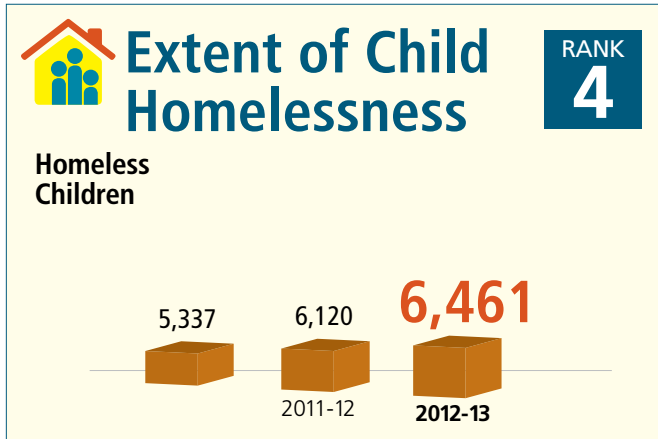 Extent of Child
Homelessness
RANK
4
Homeless
Children
5,337
6,120
6,461
2011-12
2012-13